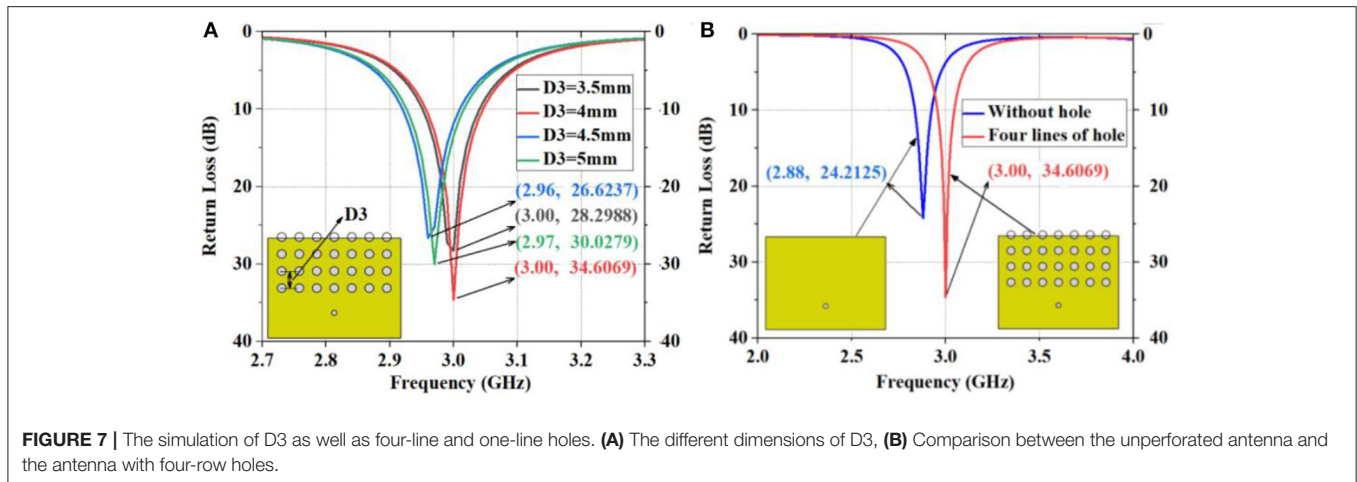 A
Return Loss (dB)
0
10
20
30
40
2.7 2.8 2.9 3.0 3.1 3.2 3.3
Frequency (GHz)
0
10
20
30
40
D3=3.5mm
D3=4mm
D3=4.5mm
D3=5mm
(2.96, 26.6237)
(3.00, 28.2988)
(2.97, 30.0279)
(3.00, 34.6069)
D3
B
Return Loss (dB)
0
10
20
30
40
2.0 2.5 3.0 3.5 4.0
Frequency (GHz)
0
10
20
30
40
Without hole
Four lines of hole
(2.88, 24.2125)
(3.00, 34.6069)
FIGURE 7 | The simulation of D3 as well as four-line and one-line holes. (A) The different dimensions of D3, (B) Comparison between the unperforated antenna and
the antenna with four-row holes.